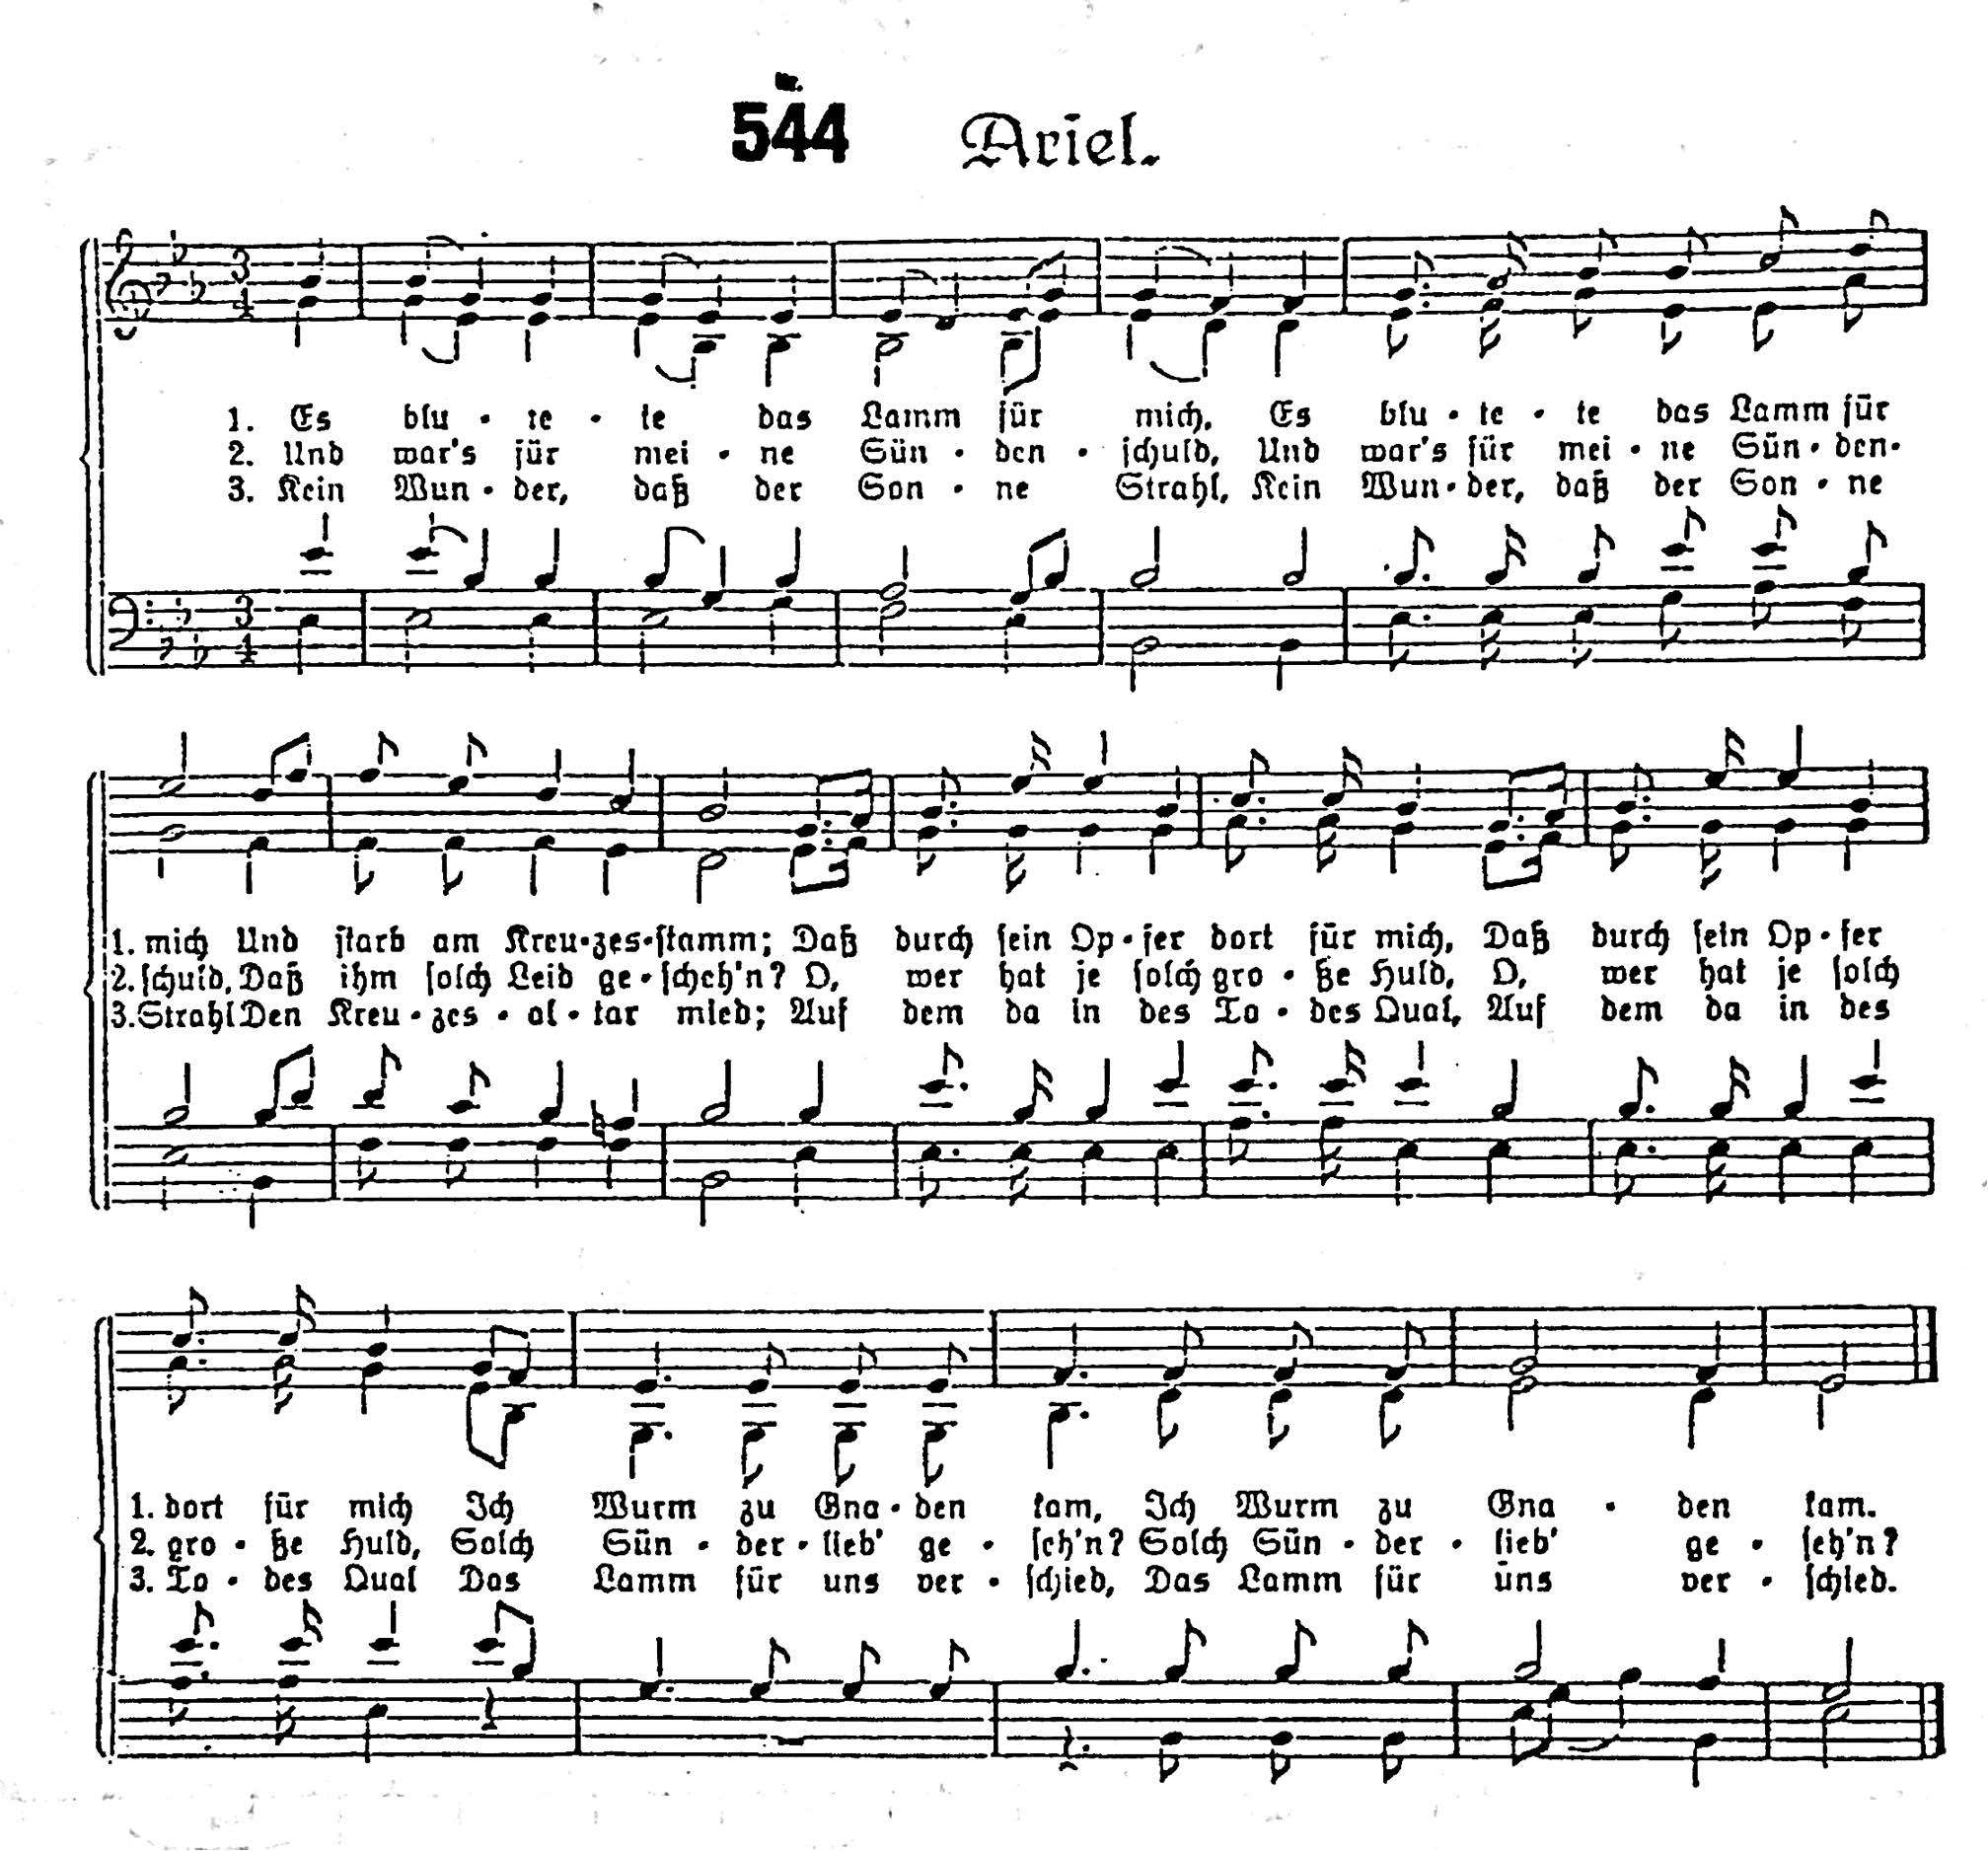 Nr.
544 Ariel.
3
4
1. Es blu - te - te das Lamm für mich, Es blu - te - te das Lamm für
2. Und war's für mei - ne Sün - den - schuld, Und war's für mei - ne Sün - den-
3. Kein Wun - der, daß der Son - ne Strahl, Kein Wun - der, daß der Son - ne
3
4
1. mich Und starb am Kreu-zes-stamm; Daß durch sein Op-fer dort für mich, Daß durch sein Op-fer
2. schuld, Daß ihm solch Leid ge-scheh'n? O, wer hat je solch gro-ße Huld, O, wer hat je solch
3. Strahl Den Kreu-zes-al-tar mied; Auf dem da in des To-des Qual, Auf dem da in des
1. dort für mich Ich Wurm zu Gna-den kam, Ich Wurm zu Gna - den kam.
2. gro-ße Huld, Solch Sün-der-lieb' ge-seh'n? Solch Sün-der-lieb' ge-seh'n?
3. To-des Qual Das Lamm für uns ver-schied, Das Lamm für uns ver-schied.